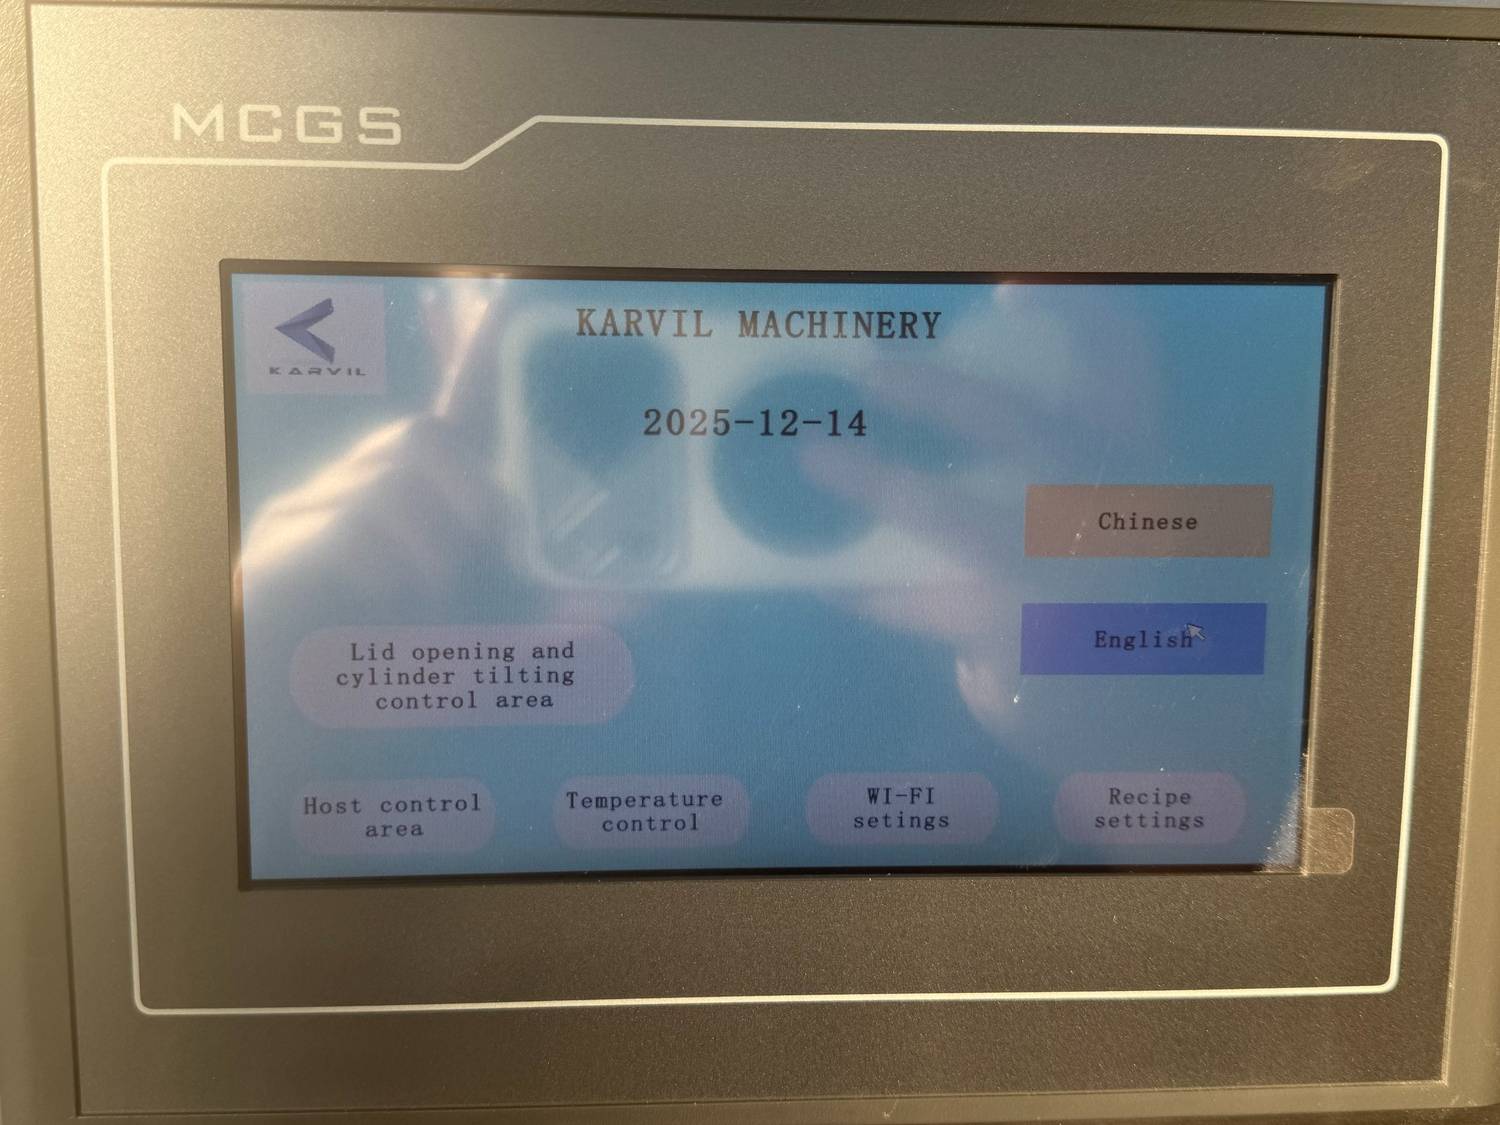 MCGS
KARVIL
KARVIL MACHINERY
2025-12-14
Chinese
English
Lid opening and
cylinder tilting
control area
Host control
area
Temperature
control
WI-FI
setings
Recipe
settings